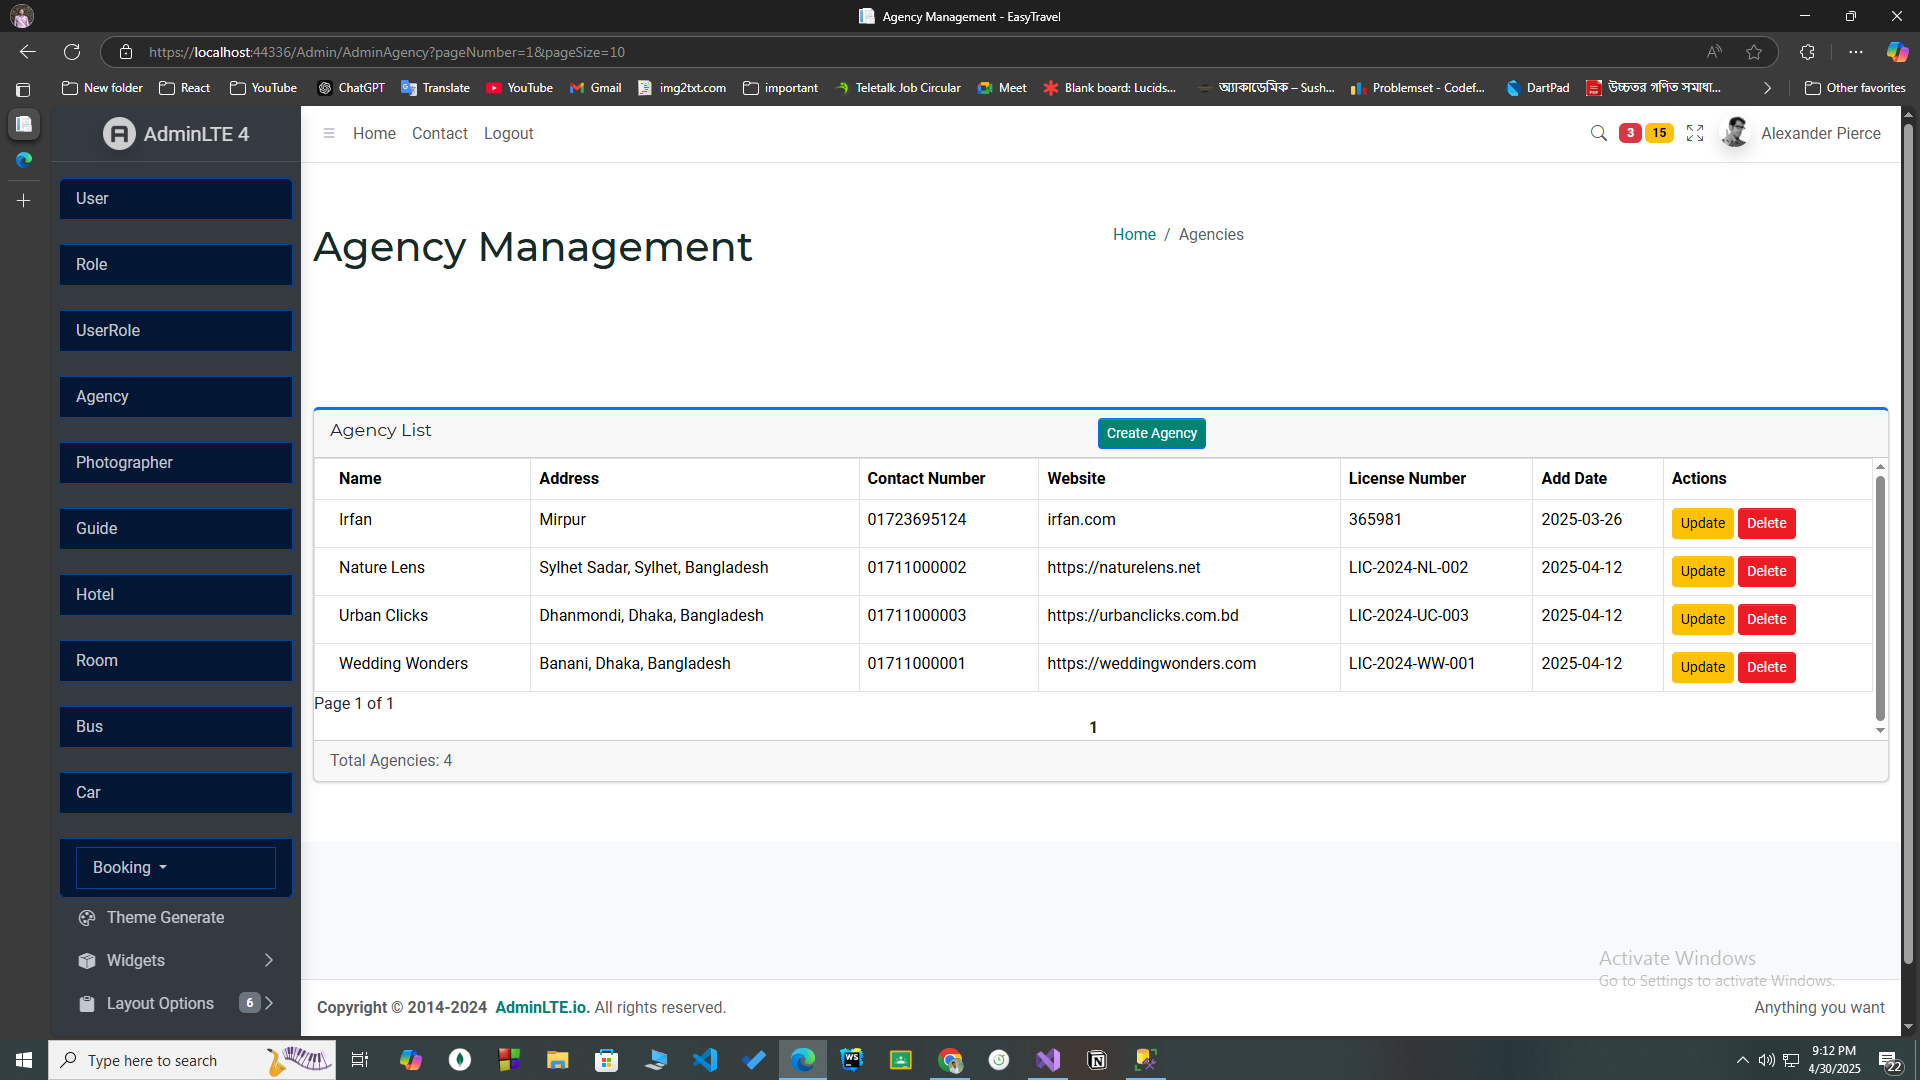 Agency Management - EasyTravel
https://localhost:44336/Admin/AdminAgency?pageNumber=1&pageSize=10
New folder React YouTube ChatGPT Translate YouTube Gmail img2txt.com important Teletalk Job Circular Meet Blank board: Lucids... অ্যাকাডেমিক – Sush... Problemset - Codef... DartPad উচ্চতর গণিত সমাধা... Other favorites
AdminLTE 4
Home Contact Logout
3 15 Alexander Pierce
User
Role
UserRole
Agency
Photographer
Guide
Hotel
Room
Bus
Car
Booking
Theme Generate
Widgets
Layout Options 6
Agency Management
Home / Agencies
Agency List Create Agency
Name Address Contact Number Website License Number Add Date Actions
Irfan Mirpur 01723695124 irfan.com 365981 2025-03-26 Update Delete
Nature Lens Sylhet Sadar, Sylhet, Bangladesh 01711000002 https://naturelens.net LIC-2024-NL-002 2025-04-12 Update Delete
Urban Clicks Dhanmondi, Dhaka, Bangladesh 01711000003 https://urbanclicks.com.bd LIC-2024-UC-003 2025-04-12 Update Delete
Wedding Wonders Banani, Dhaka, Bangladesh 01711000001 https://weddingwonders.com LIC-2024-WW-001 2025-04-12 Update Delete
Page 1 of 1
1
Total Agencies: 4
Activate Windows
Go to Settings to activate Windows.
Copyright © 2014-2024 AdminLTE.io. All rights reserved. Anything you want
Type here to search
WS
9:12 PM
4/30/2025
22